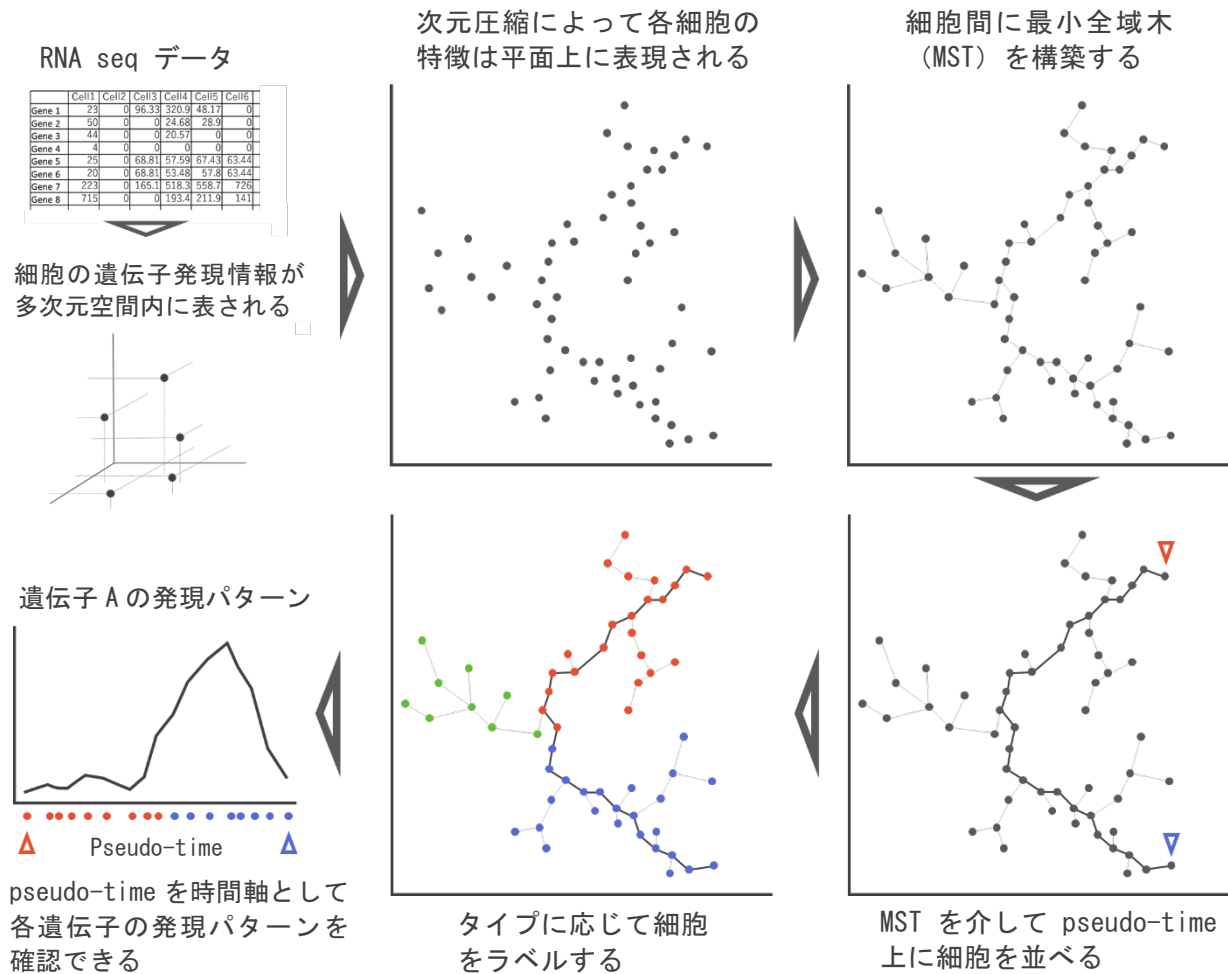 RNA seq データ
Cell1 Cell2 Cell3 Cell4 Cell5 Cell6
Gene 1 23 0 96.33 320.9 48.17 0
Gene 2 50 0 0 24.68 28.9 0
Gene 3 44 0 0 20.57 0 0
Gene 4 4 0 0 0 0 0
Gene 5 25 0 68.81 57.59 67.43 63.44
Gene 6 20 0 68.81 53.48 57.8 63.44
Gene 7 223 0 165.1 518.3 558.7 726
Gene 8 715 0 0 193.4 211.9 141
細胞の遺伝子発現情報が
多次元空間内に表される
次元圧縮によって各細胞の
特徴は平面上に表現される
細胞間に最小全域木
（MST）を構築する
MST を介して pseudo-time
上に細胞を並べる
タイプに応じて細胞
をラベルする
遺伝子 A の発現パターン
Pseudo-time
pseudo-time を時間軸として
各遺伝子の発現パターンを
確認できる